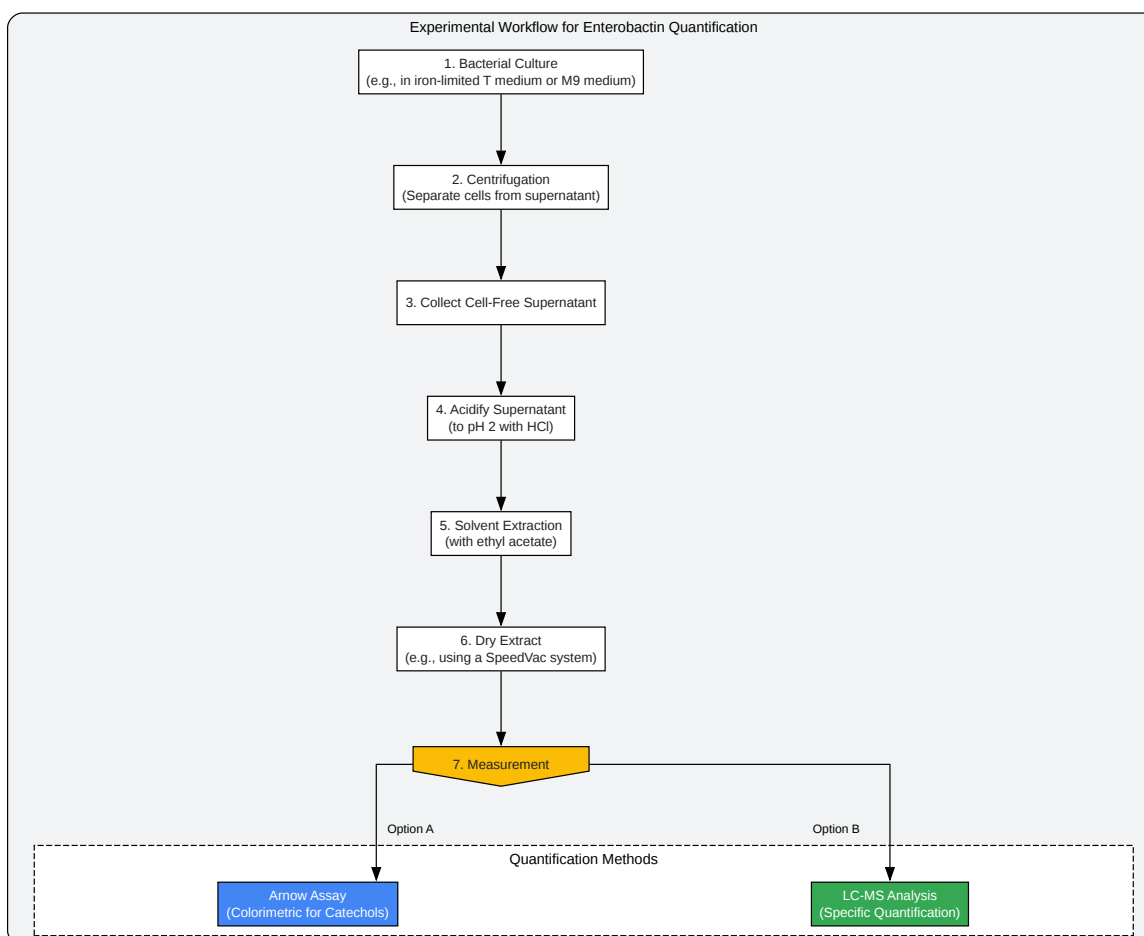 Experimental Workflow for Enterobactin Quantification
1. Bacterial Culture
(e.g., in iron-limited T medium or M9 medium)
2. Centrifugation
(Separate cells from supernatant)
3. Collect Cell-Free Supernatant
4. Acidify Supernatant
(to pH 2 with HCl)
5. Solvent Extraction
(with ethyl acetate)
6. Dry Extract
(e.g., using a SpeedVac system)
7. Measurement
Option A
Option B
Quantification Methods
Arnow Assay
(Colorimetric for Catechols)
LC-MS Analysis
(Specific Quantification)